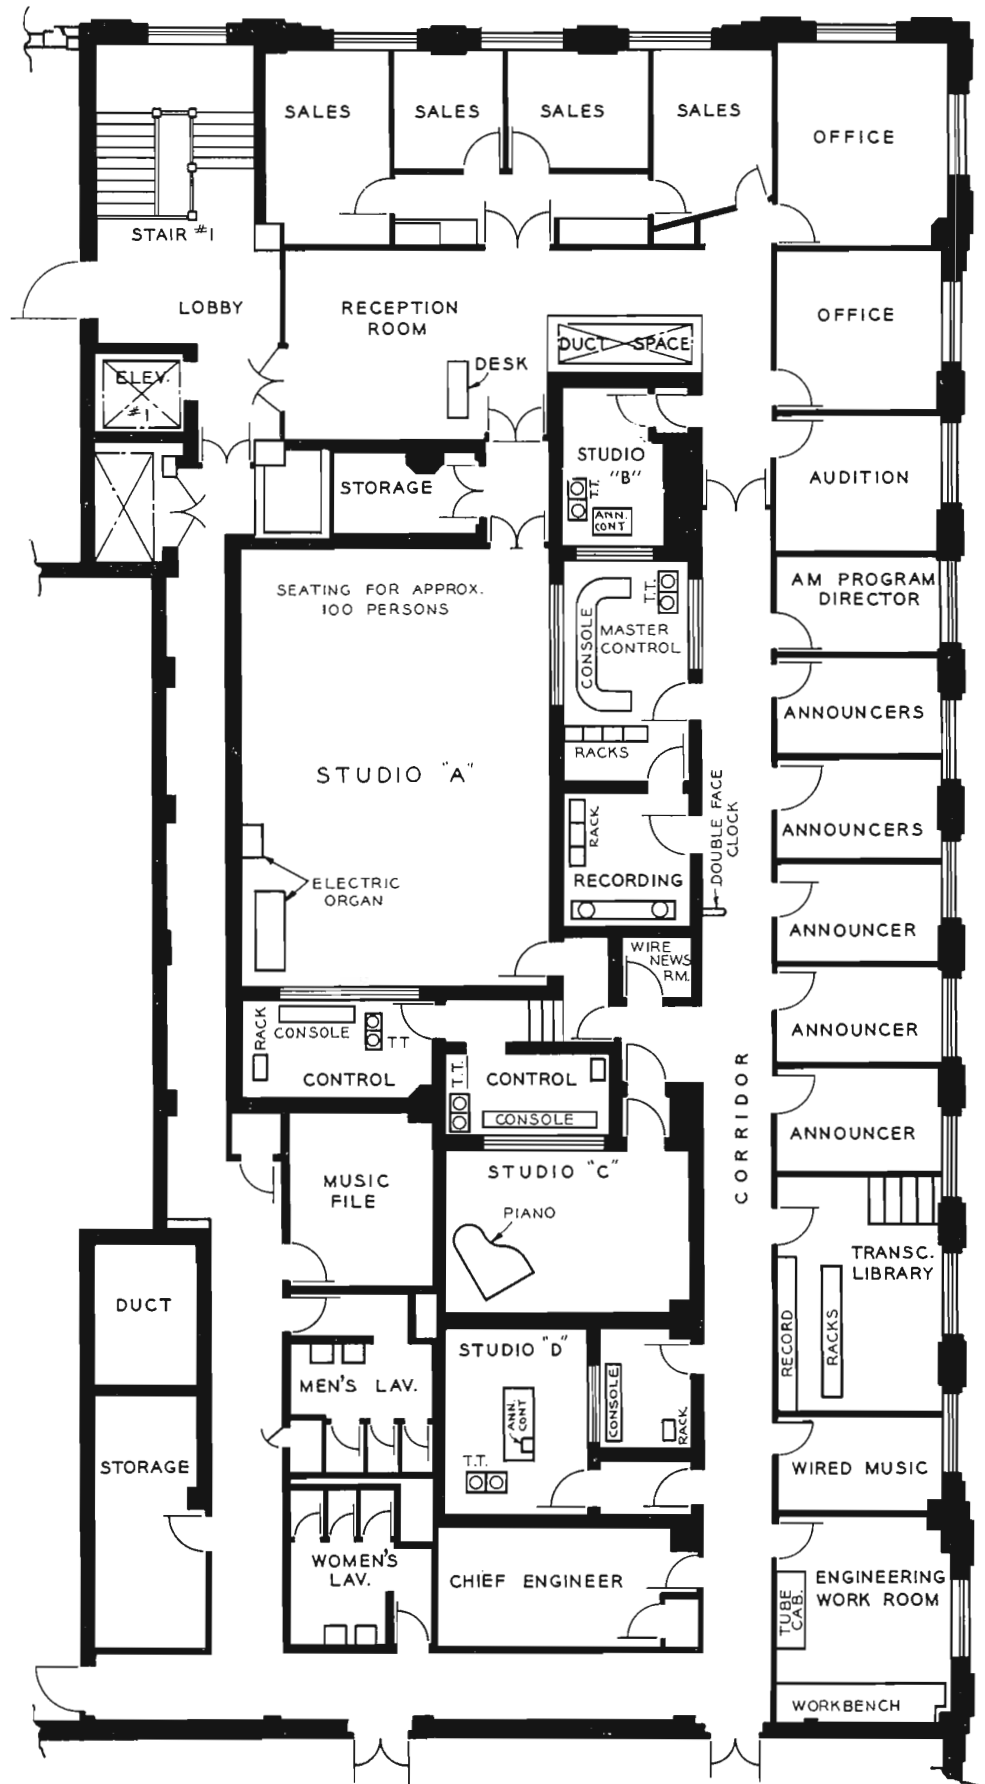 SALES
SALES
SALES
SALES
OFFICE
STAIR #1
LOBBY
RECEPTION
ROOM
OFFICE
DUCT SPACE
DESK
ELEV.
#1
STUDIO
"B"
T.T.
ANN.
CONT
STORAGE
AUDITION
SEATING FOR APPROX.
100 PERSONS
CONSOLE
T.T.
MASTER
CONTROL
AM PROGRAM
DIRECTOR
ANNOUNCERS
RACKS
STUDIO "A"
DOUBLE FACE
CLOCK
RACK
ANNOUNCERS
RECORDING
ELECTRIC
ORGAN
ANNOUNCER
WIRE
NEWS
RM.
RACK
CONSOLE
TT
CONTROL
ANNOUNCER
T.T.
CONTROL
CONSOLE
CORRIDOR
ANNOUNCER
STUDIO "C"
MUSIC
FILE
PIANO
TRANSC.
LIBRARY
RECORD
RACKS
DUCT
STUDIO "D"
MEN'S LAV.
ANN.
CONT
CONSOLE
RACK
T.T.
STORAGE
WIRED MUSIC
WOMEN'S
LAV.
CHIEF ENGINEER
ENGINEERING
WORK ROOM
TUBE
CAB.
WORKBENCH